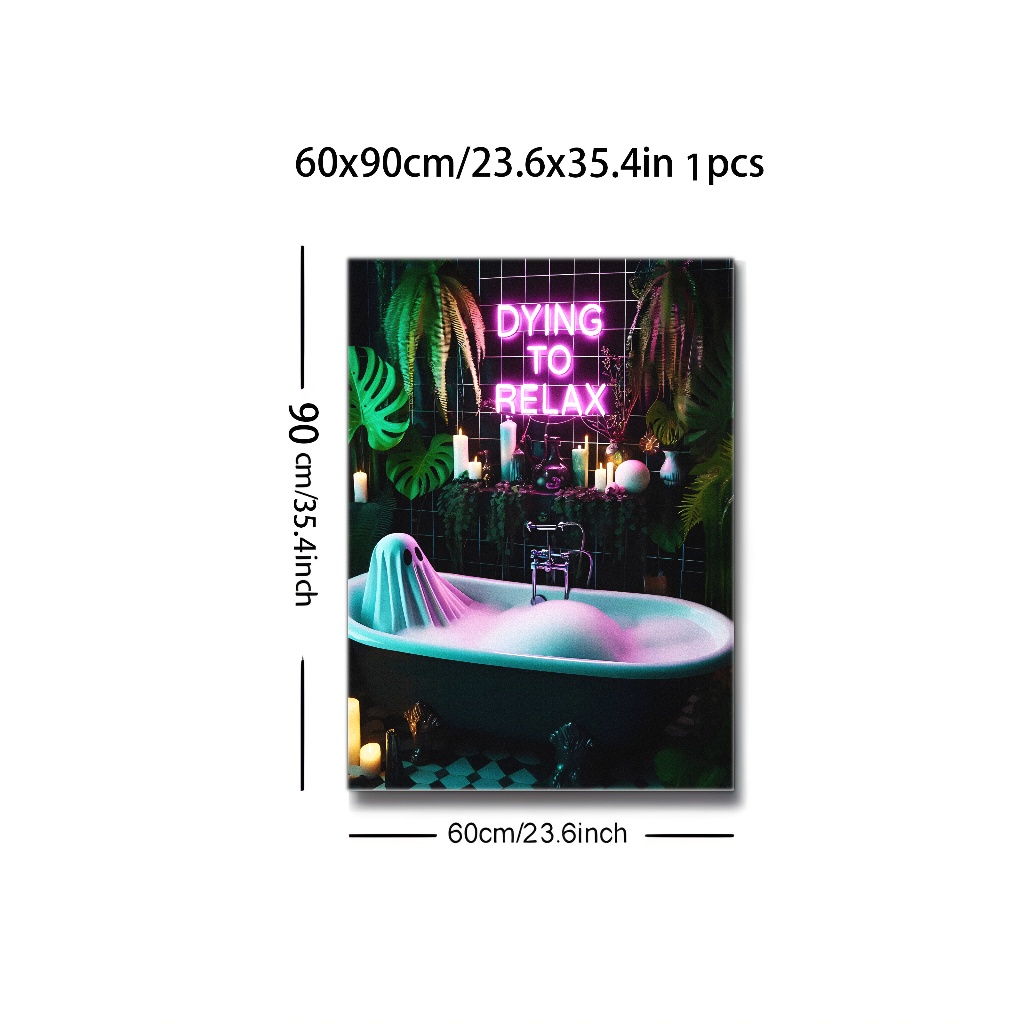 60x90cm/23.6x35.4in 1pcs
DYING
TO
RELAX
90 cm/35.4inch
60cm/23.6inch